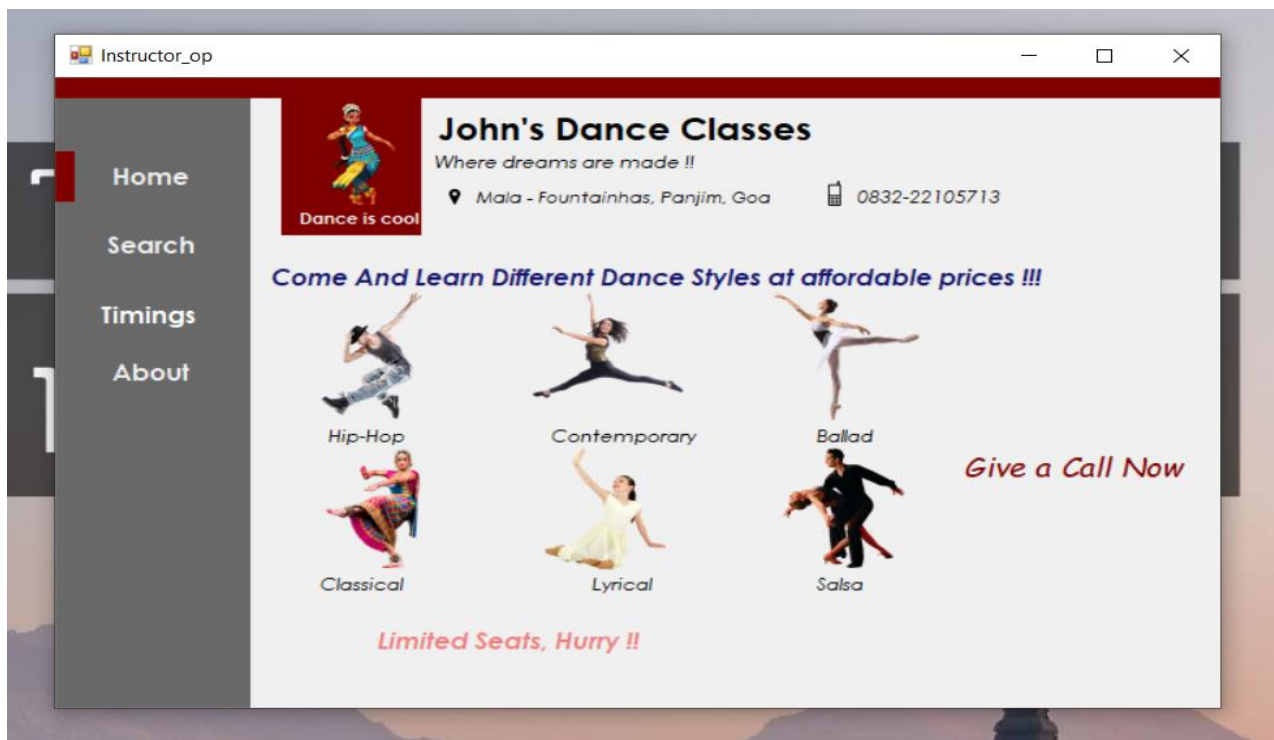 Instructor_op
John's Dance Classes
Where dreams are made !!
Mala - Fountainhas, Panjim, Goa
0832-22105713
Dance is cool
Home
Search
Timings
About
Come And Learn Different Dance Styles at affordable prices !!!
Hip-Hop
Contemporary
Ballad
Give a Call Now
Classical
Lyrical
Salsa
Limited Seats, Hurry !!